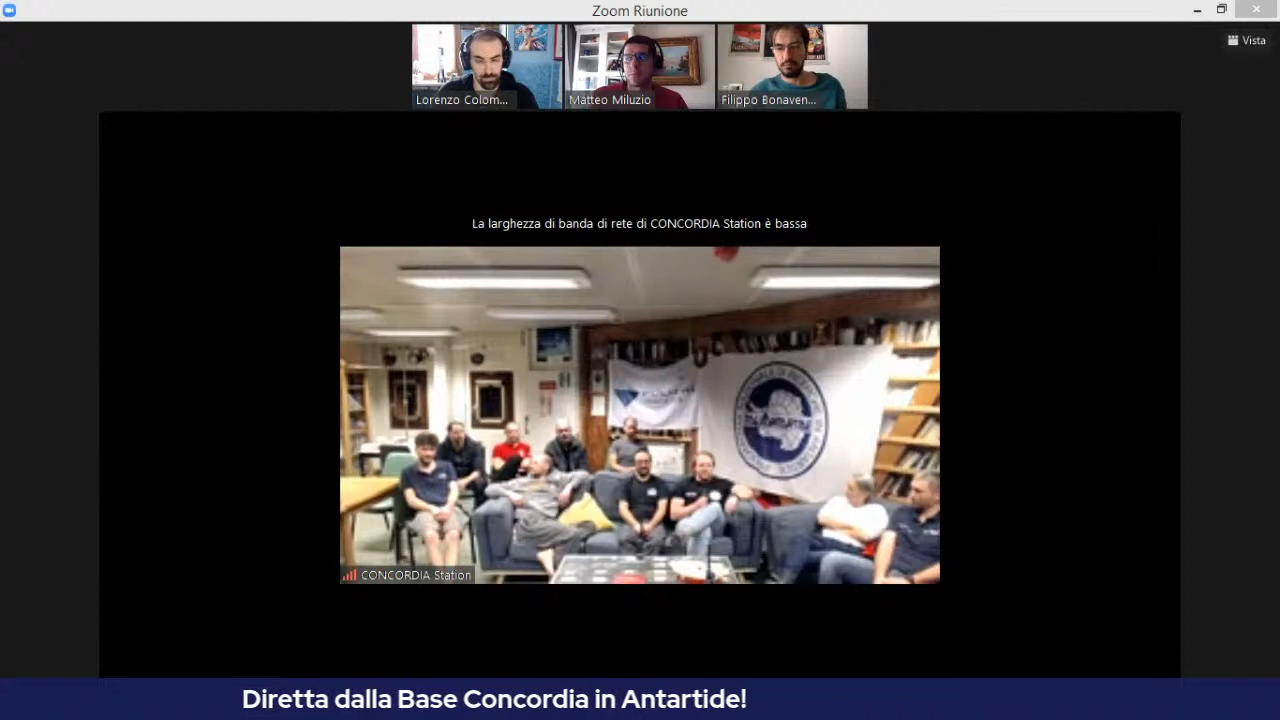 Zoom Riunione
Vista
Lorenzo Colom...
Matteo Miluzio
Filippo Bonaven...
La larghezza di banda di rete di CONCORDIA Station è bassa
CONCORDIA Station
Diretta dalla Base Concordia in Antartide!